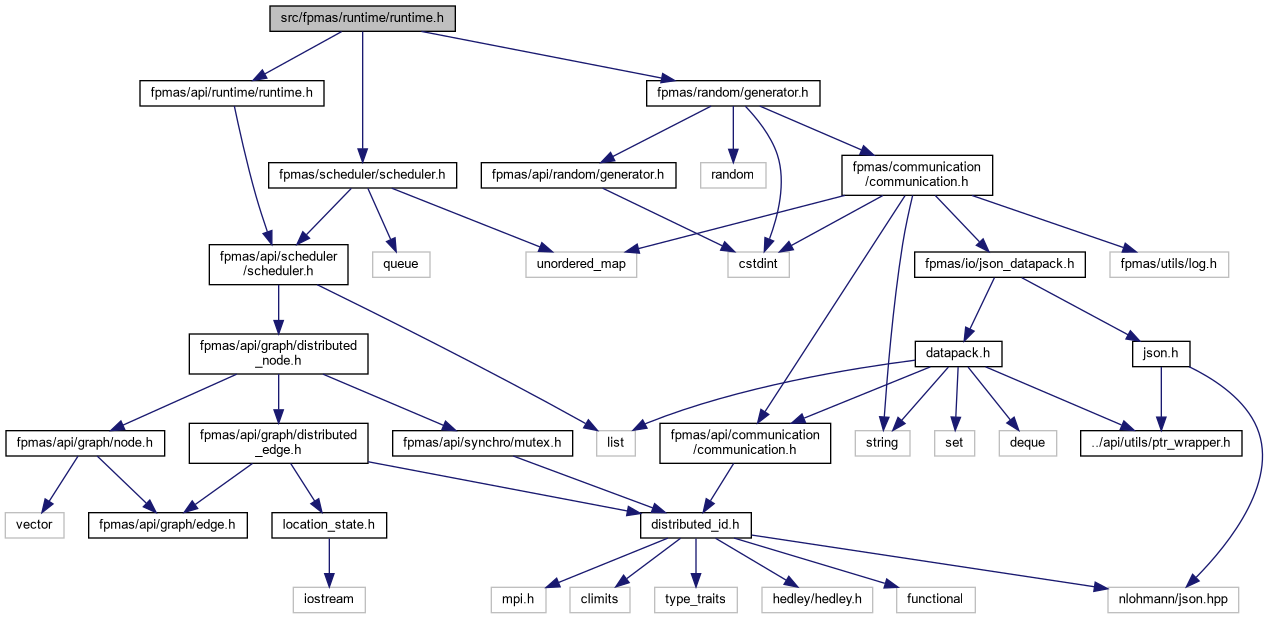 src/fpmas/runtime/runtime.h
fpmas/api/runtime/runtime.h
fpmas/random/generator.h
fpmas/scheduler/scheduler.h
fpmas/api/random/generator.h
random
fpmas/communication
/communication.h
fpmas/api/scheduler
/scheduler.h
queue
unordered_map
cstdint
fpmas/io/json_datapack.h
fpmas/utils/log.h
fpmas/api/graph/distributed
_node.h
datapack.h
json.h
fpmas/api/graph/node.h
fpmas/api/graph/distributed
_edge.h
fpmas/api/synchro/mutex.h
list
fpmas/api/communication
/communication.h
string
set
deque
../api/utils/ptr_wrapper.h
vector
fpmas/api/graph/edge.h
location_state.h
distributed_id.h
iostream
mpi.h
climits
type_traits
hedley/hedley.h
functional
nlohmann/json.hpp